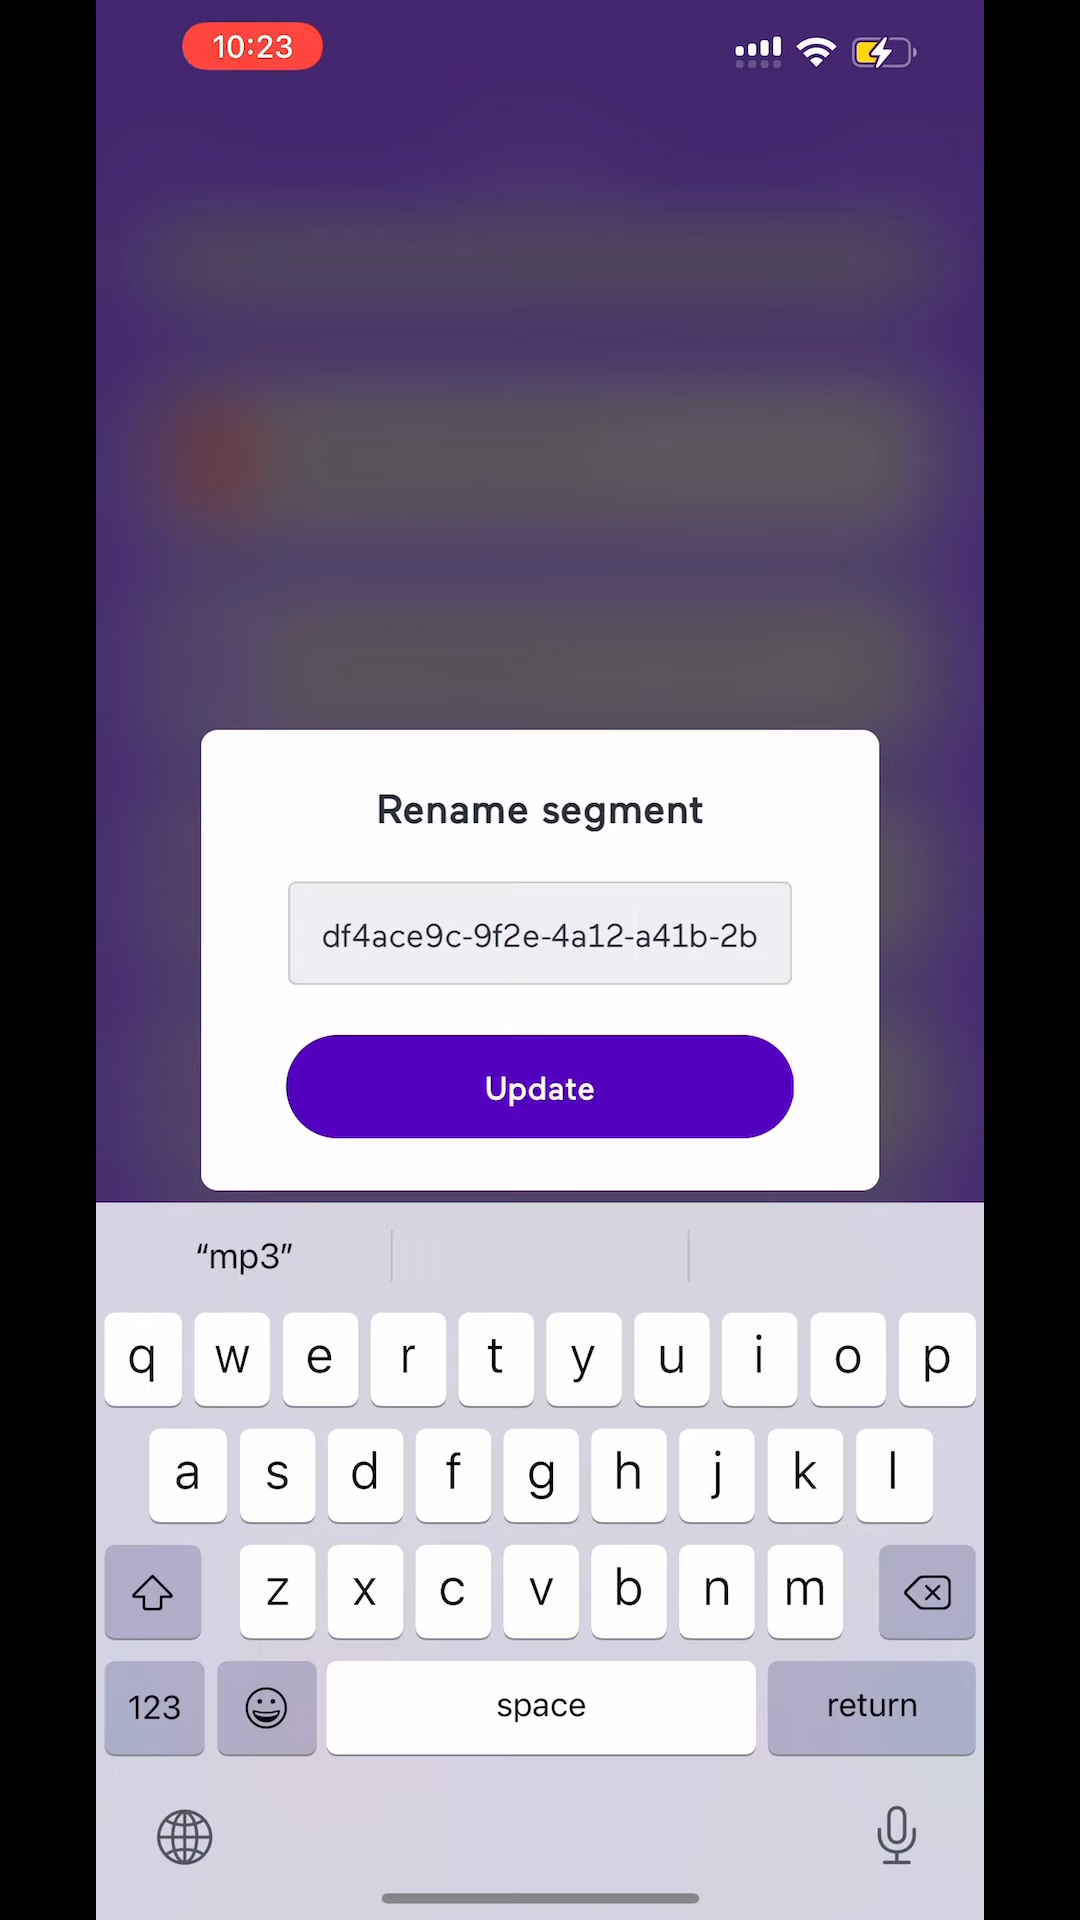 10:23
Rename segment
df4ace9c-9f2e-4a12-a41b-2b
Update
“mp3”
q w e r t y u i o p
a s d f g h j k l
z x c v b n m
123 space return